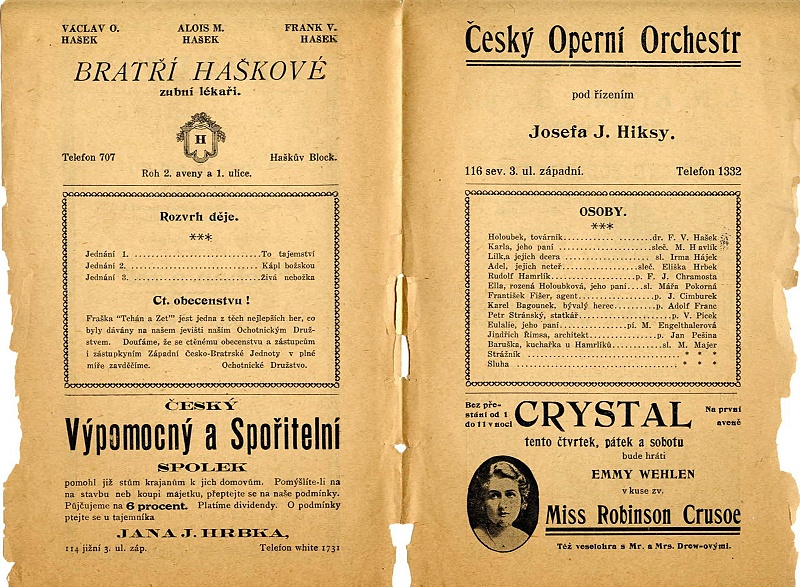 VÁCLAV O. HAŠEK
ALOIS M. HAŠEK
FRANK V. HAŠEK
BRATŘÍ HAŠKOVÉ
zubní lékaři.
H
Telefon 707
Haškův Block.
Roh 2. aveny a 1. ulice.
Rozvrh děje.
***
Jednání 1. To tajemství
Jednání 2. Kápl božskou
Jednání 3. Živá nebožka
Ct. obecenstvu !
Fraška "Tchán a Zeť" jest jedna z těch nejlepších her, co
byly dávány na našem jevišti naším Ochotnickým Druž-
stvem. Doufáme, že se ctěnému obecenstvu a zástupcům
i zástupkyním Západní Česko-Bratrské Jednoty v plné
míře zavděčíme. Ochotnické Družstvo.
ČESKÝ
Výpomocný a Spořitelní
SPOLEK
pomohl již stům krajanům k jich domovům. Pomýšlíte-li na
na stavbu neb koupi májetku, přeptejte se na naše podmínky.
Půjčujeme na 6 procent. Platíme dividendy. O podmínky
ptejte se u tajemníka
JANA J. HRBKA,
114 jižní 3. ul. záp.
Telefon white 1731
Český Operní Orchestr
pod řízením
Josefa J. Hiksy.
116 sev. 3. ul. západní.
Telefon 1332
OSOBY.
***
Holoubek, továrník dr. F. V. Hašek
Karla, jeho paní sleč. M. Havlik
Lilka, jejich dcera sl. Irma Hájek
Adel, jejich neteř sleč. Eliška Hrbek
Rudolf Hamrlík p. F. J. Chramosta
Ella, rozená Holoubková, jeho paní sl. Mářa Pokorná
František Fišer, agent p. J. Cimburek
Karel Bagounek, bývalý herec p. Adolf Franc
Petr Stránský, statkář p. V. Picek
Eulalie, jeho paní pí. M. Engelthalerová
Jindřich Římsa, architekt p. Jan Pešina
Baruška, kuchařka u Hamrlíků sl. M. Majer
Strážník * * *
Sluha * * *
Bez pře-
stání od 1
do 11 v noci
CRYSTAL
Na první
aveně
tento čtvrtek, pátek a sobotu
bude hráti
EMMY WEHLEN
v kuse zv.
Miss Robinson Crusoe
Též veselohra s Mr. a Mrs. Drew-ovými.